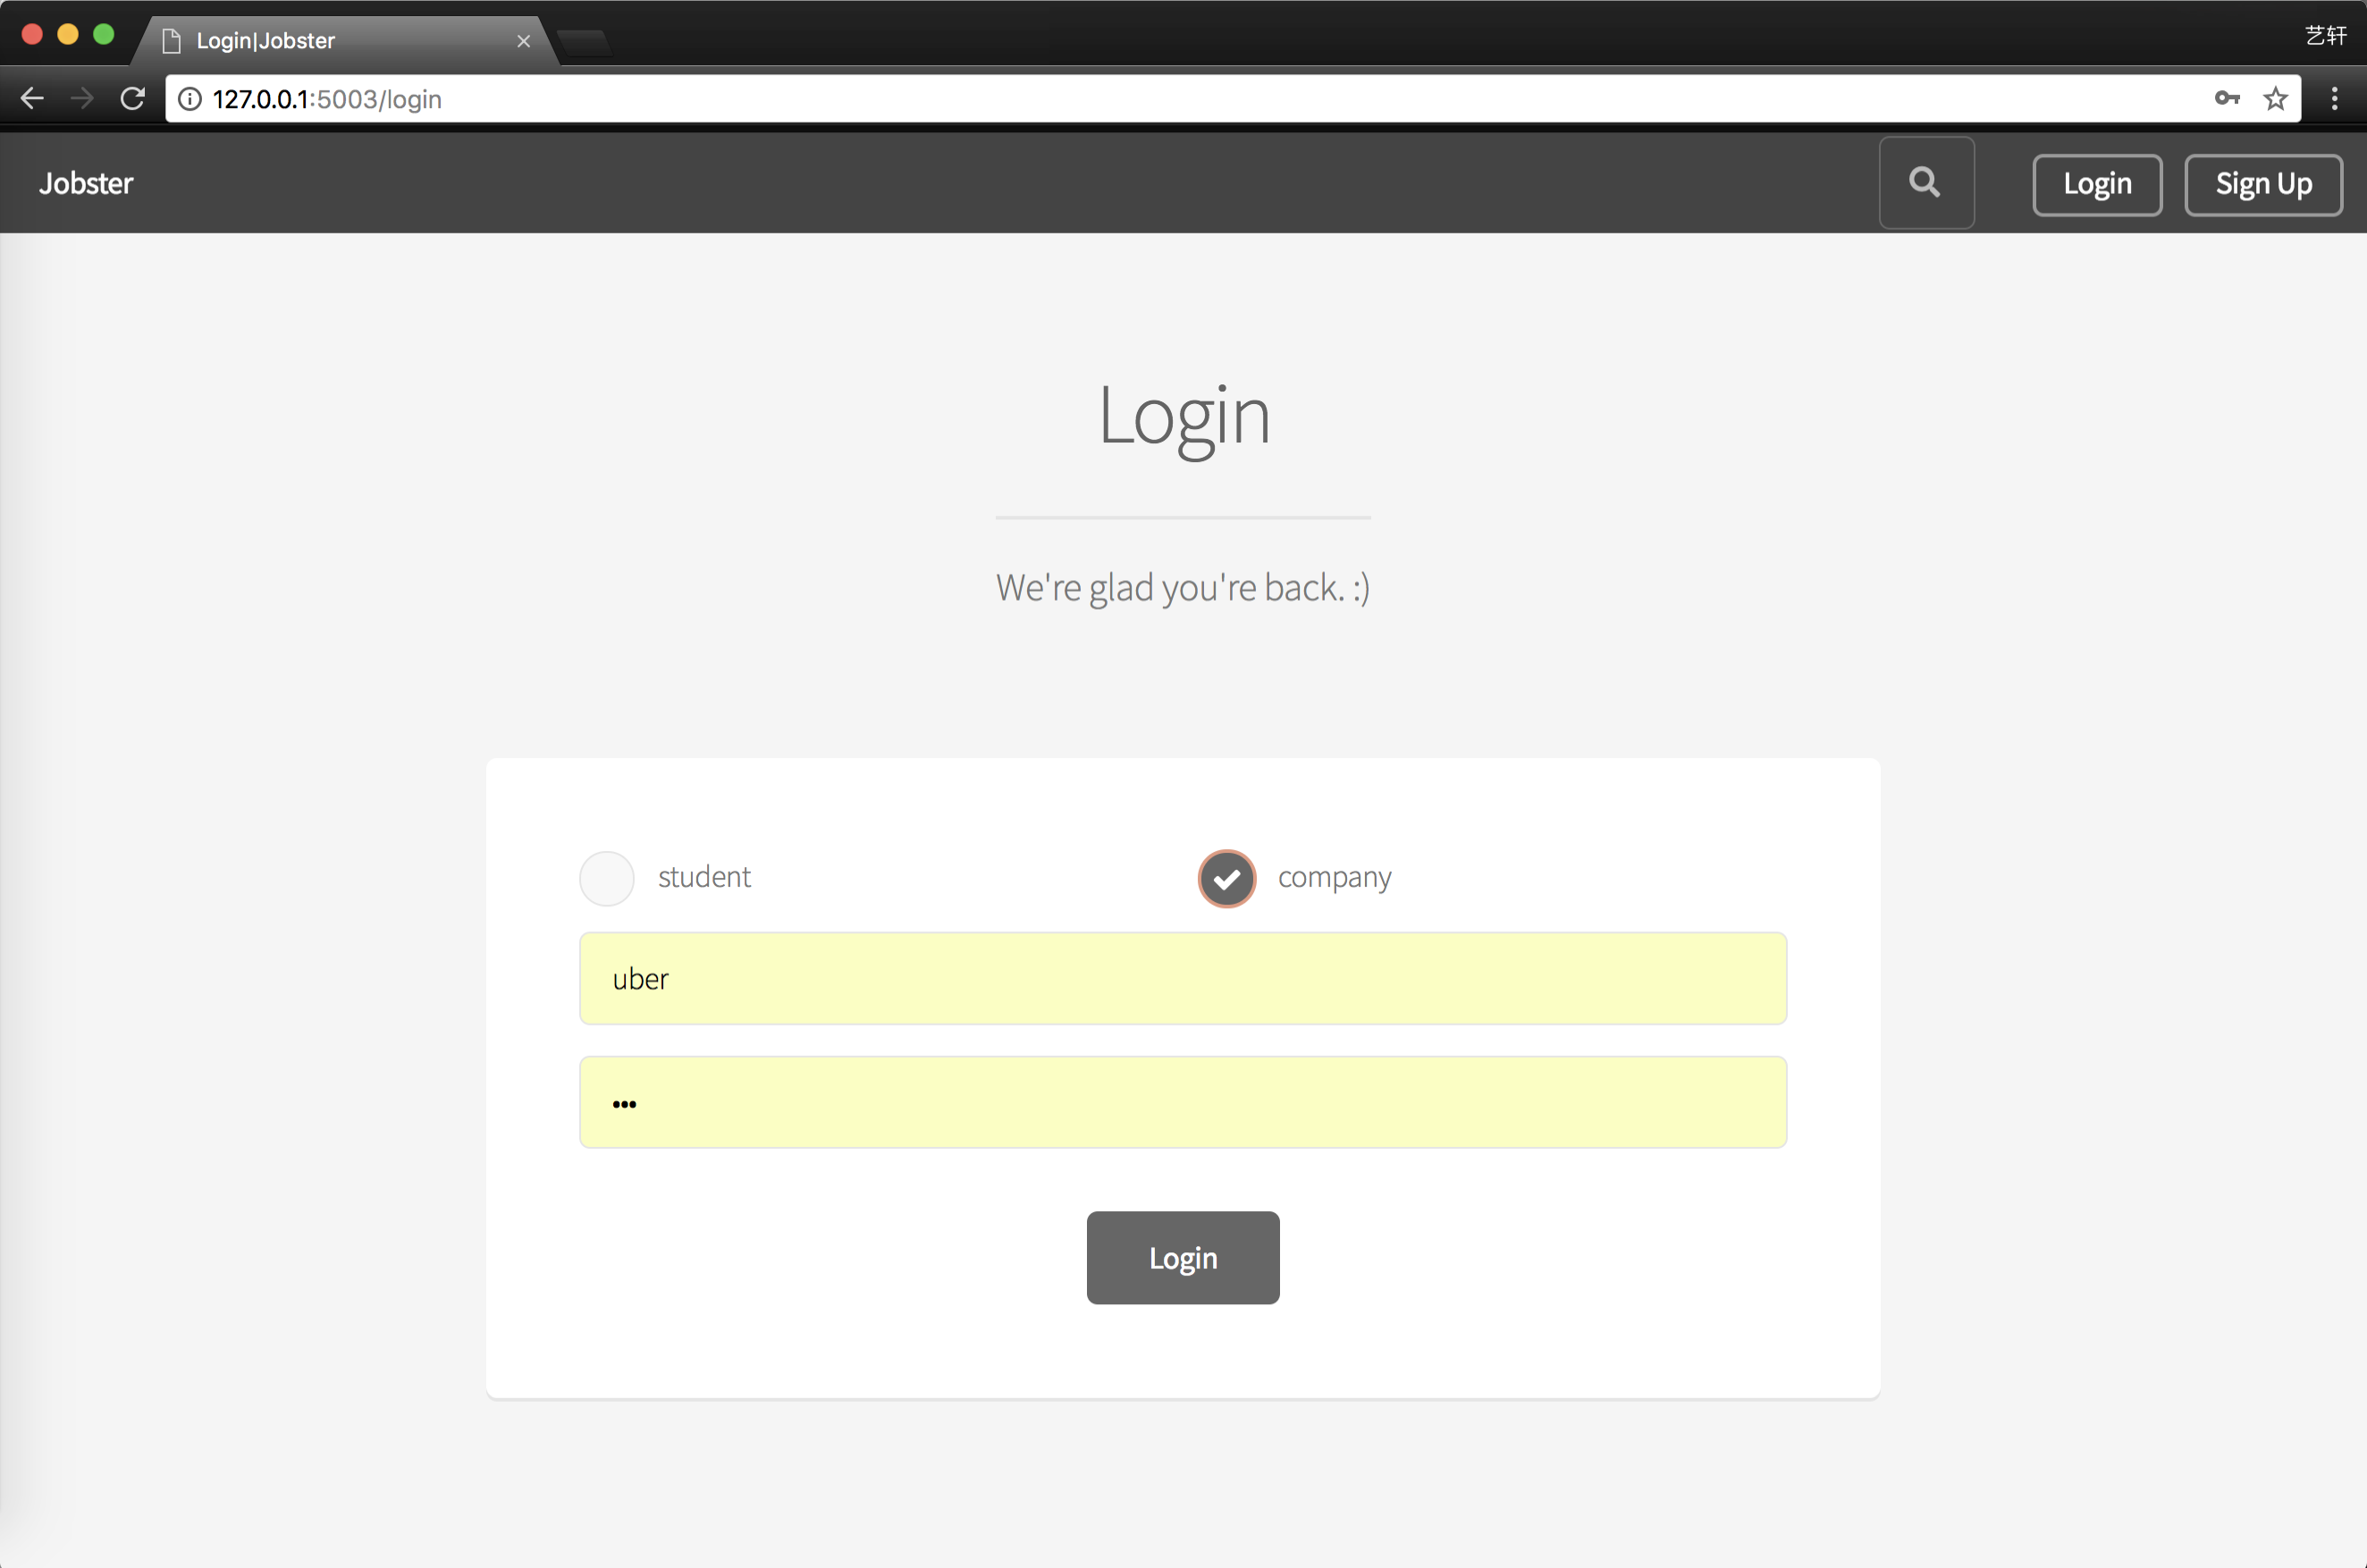 Login|Jobster
艺轩
127.0.0.1:5003/login
Jobster
Login
Sign Up
Login
We're glad you're back. :)
student
company
uber
•••
Login